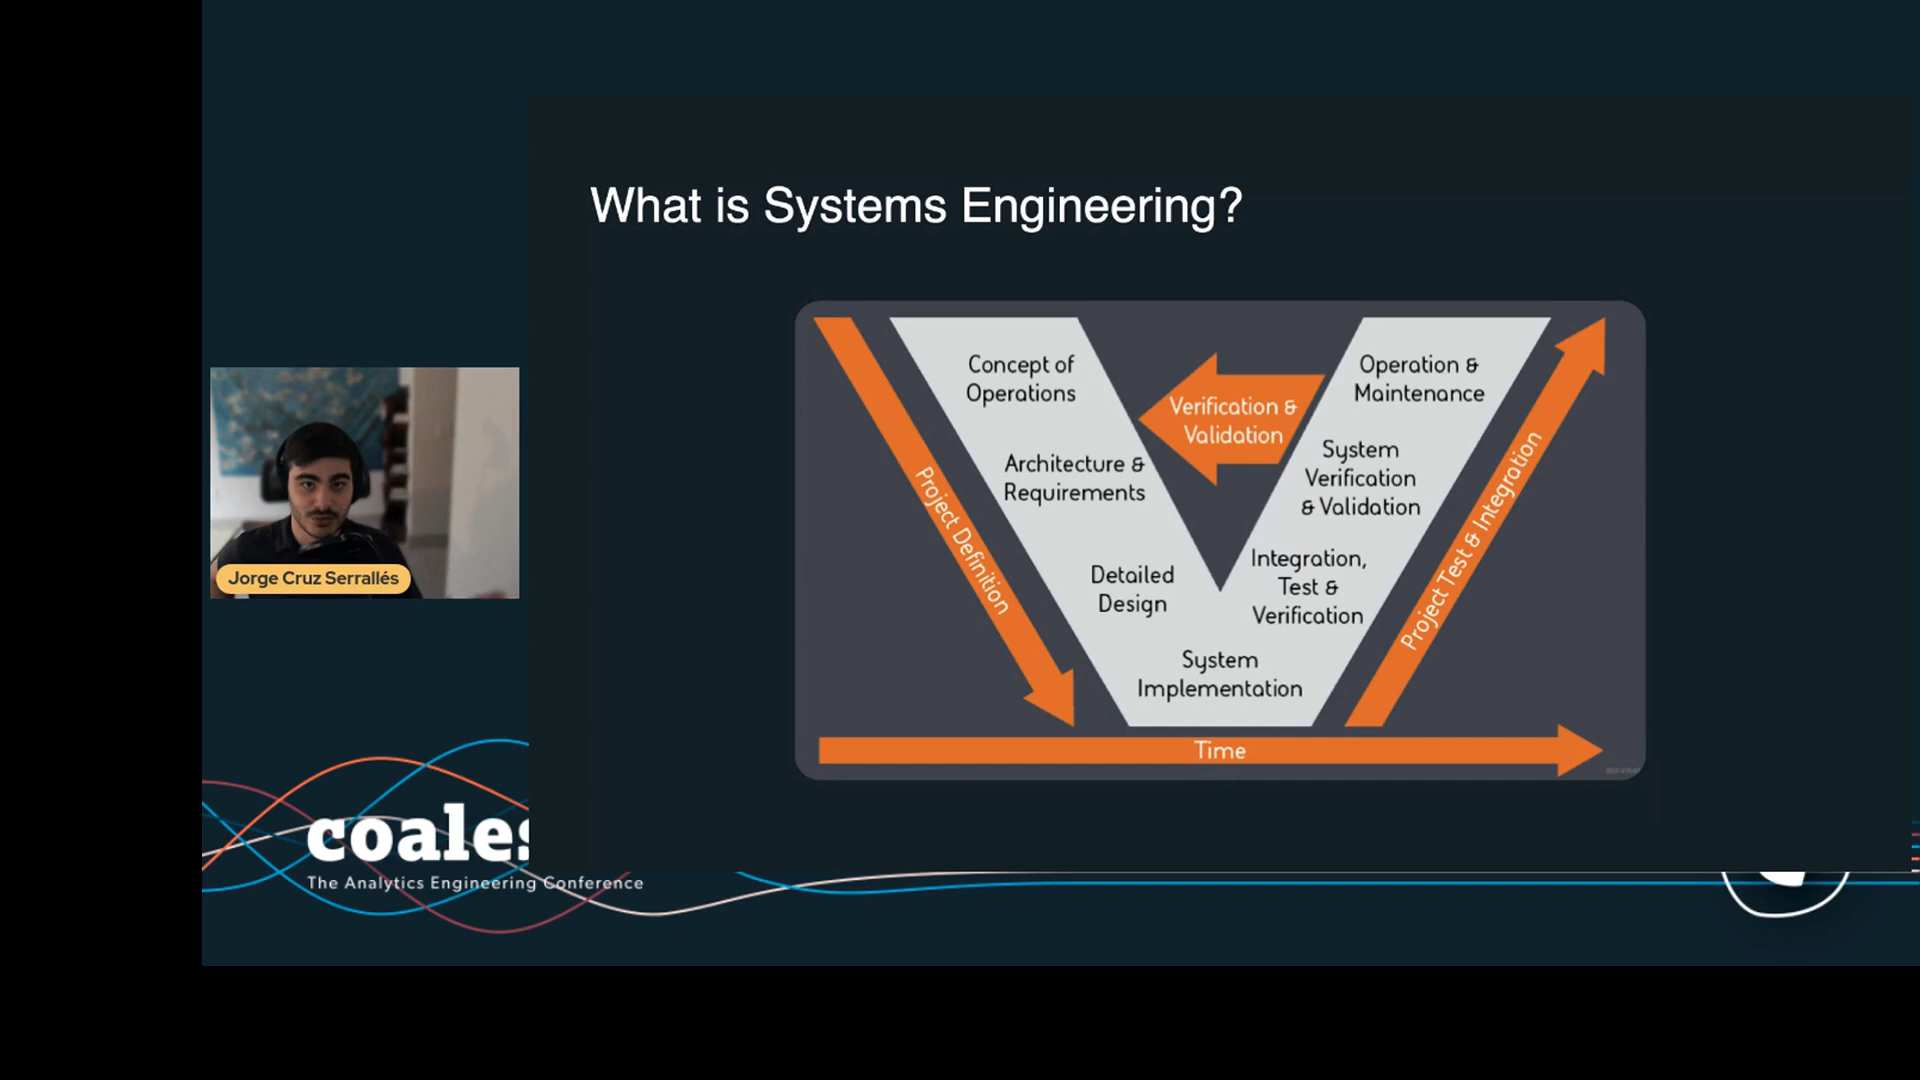 What is Systems Engineering?
Concept of
Operations
Architecture &
Requirements
Detailed
Design
System
Implementation
Integration,
Test &
Verification
System
Verification
& Validation
Operation &
Maintenance
Verification &
Validation
Project Definition
Project Test & Integration
Time
Jorge Cruz Serrallés
coales
The Analytics Engineering Conference